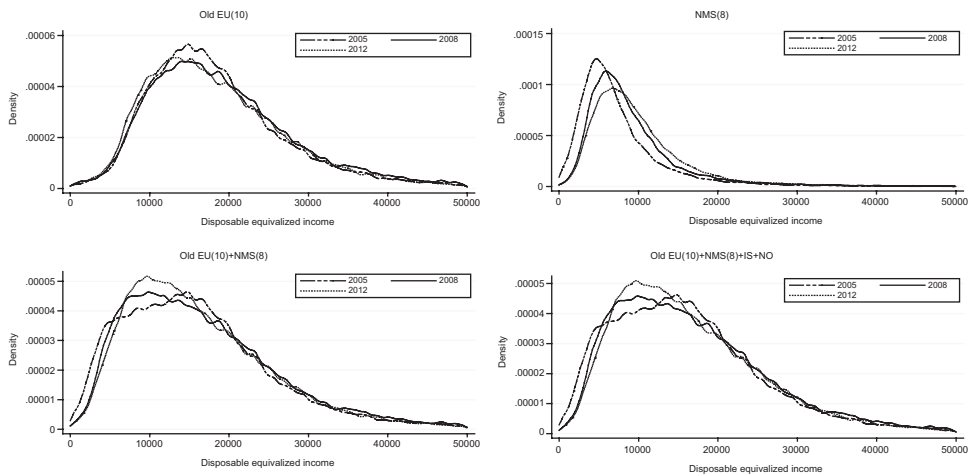 Old EU(10)
2005 2008
2012
.00006
.00004
.00002
0
Density
0 10000 20000 30000 40000 50000
Disposable equivalized income
NMS(8)
2005 2008
2012
.00015
.0001
.00005
0
Density
0 10000 20000 30000 40000 50000
Disposable equivalized income
Old EU(10)+NMS(8)
2005 2008
2012
.00005
.00004
.00003
.00002
.00001
0
Density
0 10000 20000 30000 40000 50000
Disposable equivalized income
Old EU(10)+NMS(8)+IS+NO
2005 2008
2012
.00005
.00004
.00003
.00002
.00001
0
Density
0 10000 20000 30000 40000 50000
Disposable equivalized income